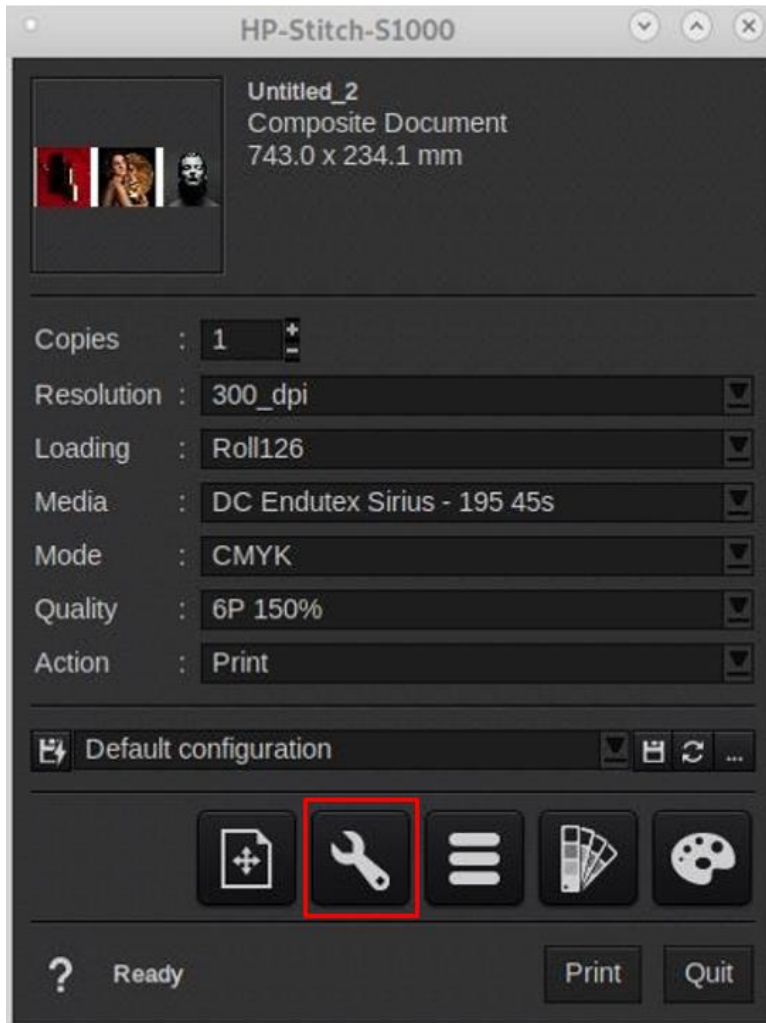 HP-Stitch-S1000
Untitled_2
Composite Document
743.0 x 234.1 mm
Copies : 1
Resolution : 300_dpi
Loading : Roll126
Media : DC Endutex Sirius - 195 45s
Mode : CMYK
Quality : 6P 150%
Action : Print
Default configuration ...
? Ready Print Quit